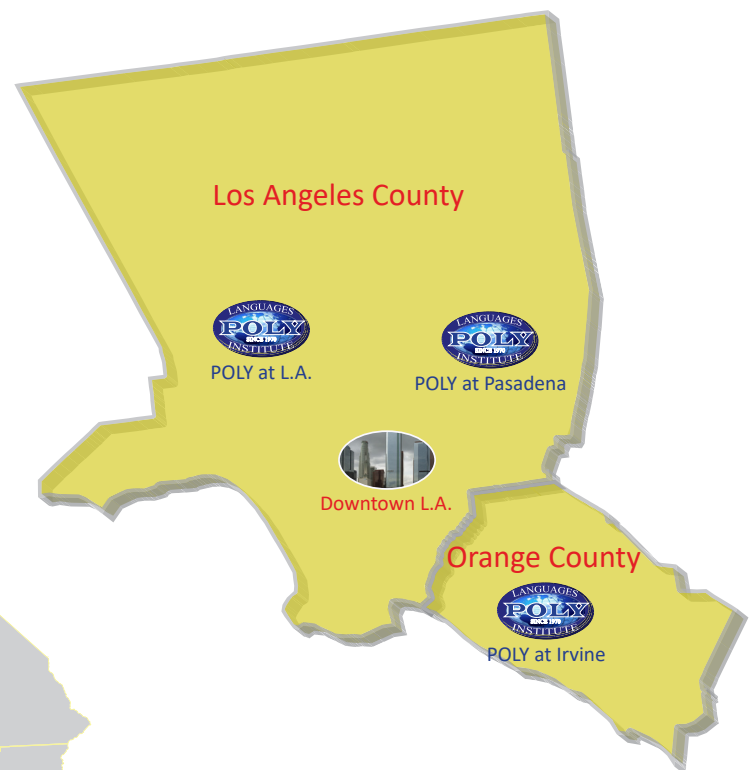 Los Angeles County
LANGUAGES
POLY
SINCE 1970
INSTITUTE
POLY at L.A.
LANGUAGES
POLY
SINCE 1970
INSTITUTE
POLY at Pasadena
Downtown L.A.
Orange County
LANGUAGES
POLY
SINCE 1970
INSTITUTE
POLY at Irvine